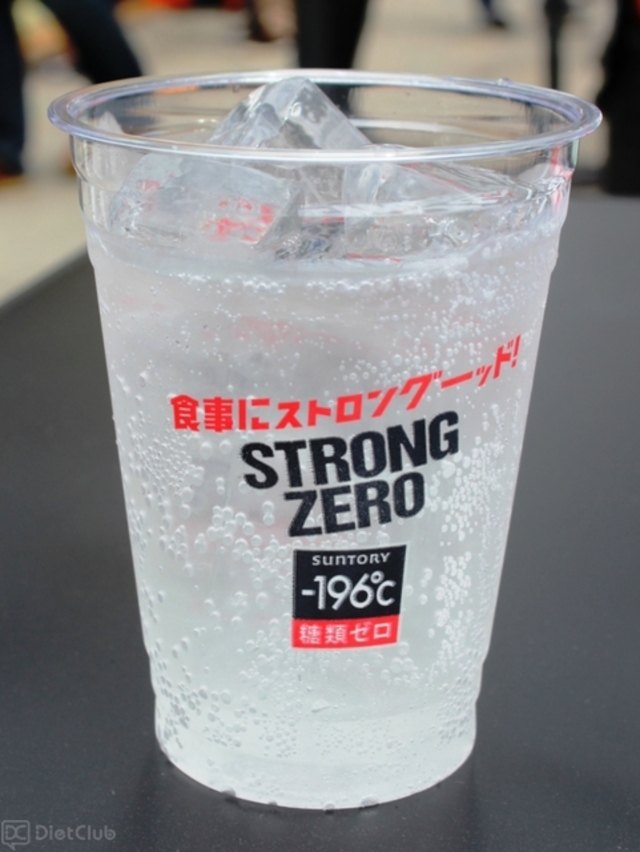 食事にストロングーッド!
STRONG
ZERO
SUNTORY
-196℃
糖類ゼロ
DC DietClub